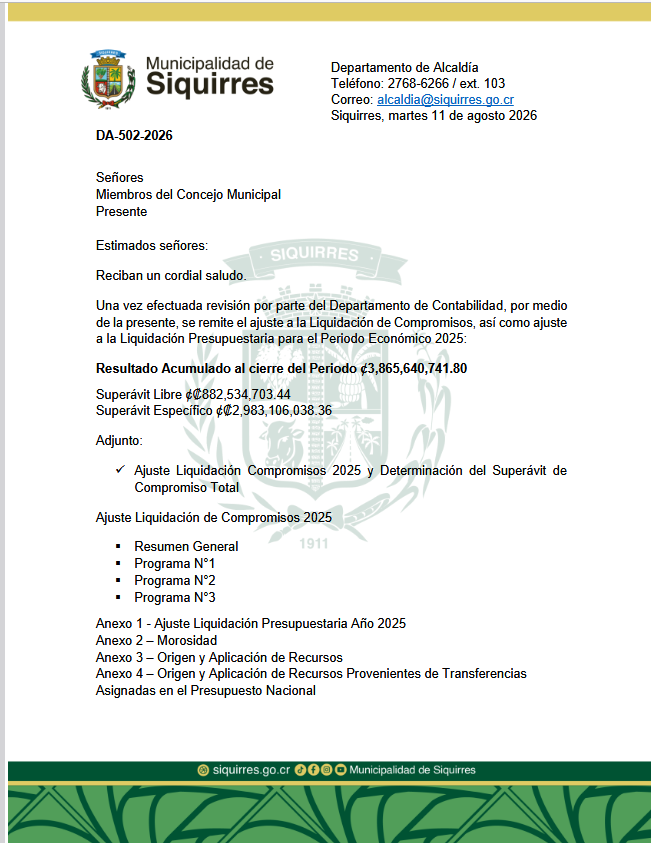 Municipalidad de
Siquirres
Departamento de Alcaldía
Teléfono: 2768-6266 / ext. 103
Correo: alcaldia@siquirres.go.cr
Siquirres, martes 11 de agosto 2026
DA-502-2026
Señores
Miembros del Concejo Municipal
Presente
Estimados señores:
SIQUIRRES
Reciban un cordial saludo.
Una vez efectuada revisión por parte del Departamento de Contabilidad, por medio
de la presente, se remite el ajuste a la Liquidación de Compromisos, así como ajuste
a la Liquidación Presupuestaria para el Periodo Económico 2025:
Resultado Acumulado al cierre del Periodo ¢3,865,640,741.80
Superávit Libre ¢₡882,534,703.44
Superávit Específico ¢₡2,983,106,038.36
Adjunto:
✓ Ajuste Liquidación Compromisos 2025 y Determinación del Superávit de
Compromiso Total
Ajuste Liquidación de Compromisos 2025
1911
▪ Resumen General
▪ Programa N°1
▪ Programa N°2
▪ Programa N°3
Anexo 1 - Ajuste Liquidación Presupuestaria Año 2025
Anexo 2 – Morosidad
Anexo 3 – Origen y Aplicación de Recursos
Anexo 4 – Origen y Aplicación de Recursos Provenientes de Transferencias
Asignadas en el Presupuesto Nacional
siquirres.go.cr Municipalidad de Siquirres